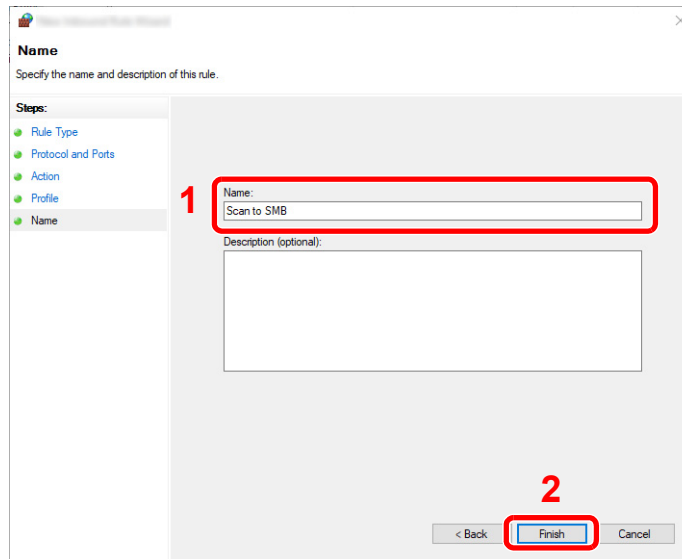 Name
Specify the name and description of this rule.
Steps:
Rule Type
Protocol and Ports
Action
Profile
Name
1
Name:
Scan to SMB
Description (optional):
2
< Back
Finish
Cancel